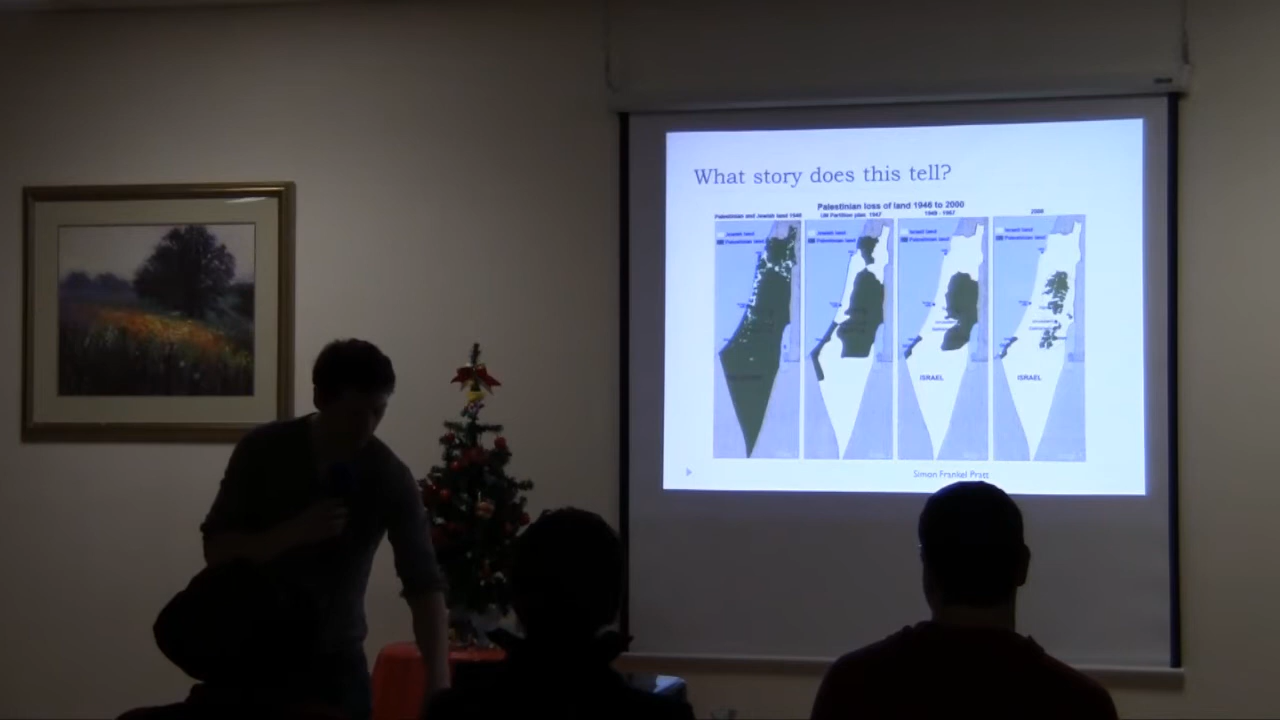 What story does this tell?
Palestinian loss of land 1946 to 2000
Palestinian and Jewish land 1946
UN Partition plan 1947
1949 - 1967
2000
Jewish land
Palestinian land
Jewish land
Palestinian land
Israeli land
Palestinian land
Israeli land
Palestinian land
ISRAEL
ISRAEL
Simon Frankel Pratt